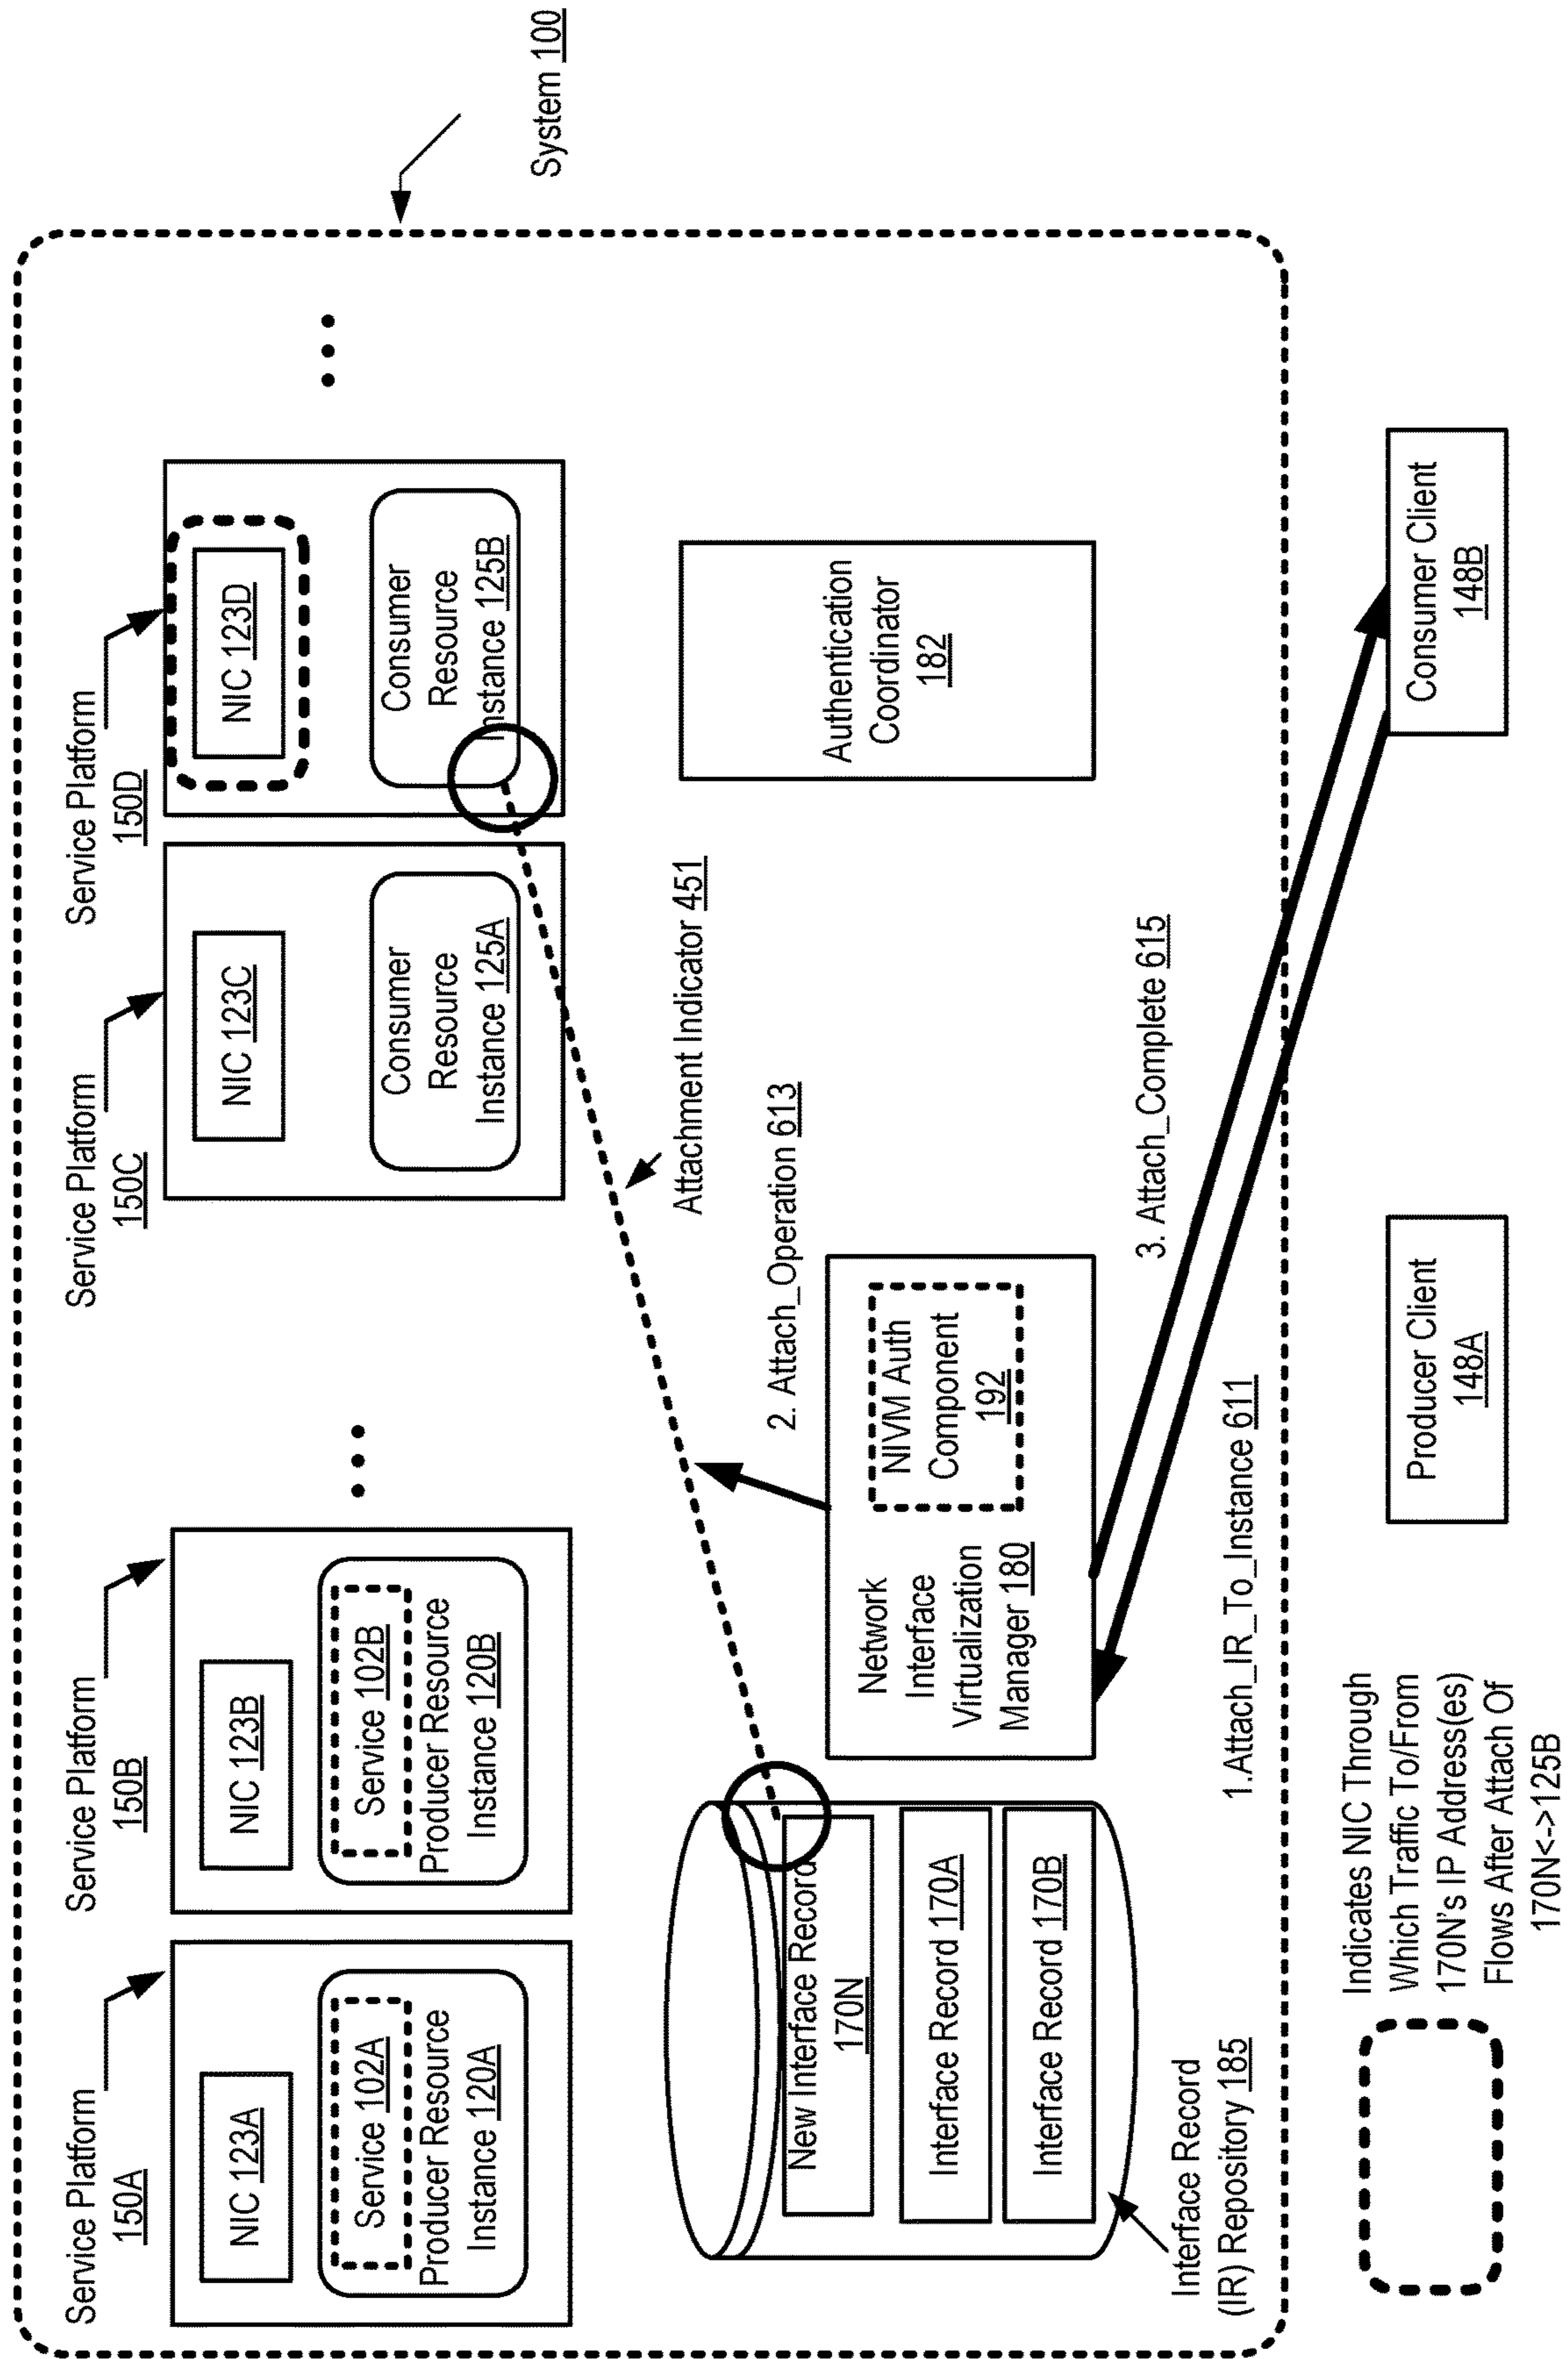 System 100
Service Platform
150A
NIC 123A
Service 102A
Producer Resource
Instance 120A
Service Platform
150B
NIC 123B
Service 102B
Producer Resource
Instance 120B
Service Platform
150C
NIC 123C
Consumer
Resource
Instance 125A
Service Platform
150D
NIC 123D
Consumer
Resource
Instance 125B
Attachment Indicator 451
New Interface Record
170N
Interface Record 170A
Interface Record 170B
Interface Record
(IR) Repository 185
2. Attach_Operation 613
Network
Interface
Virtualization
Manager 180
NIVM Auth
Component
192
Authentication
Coordinator
182
3. Attach_Complete 615
1.Attach_IR_To_Instance 611
Indicates NIC Through
Which Traffic To/From
170N's IP Address(es)
Flows After Attach Of
170N<->125B
Producer Client
148A
Consumer Client
148B